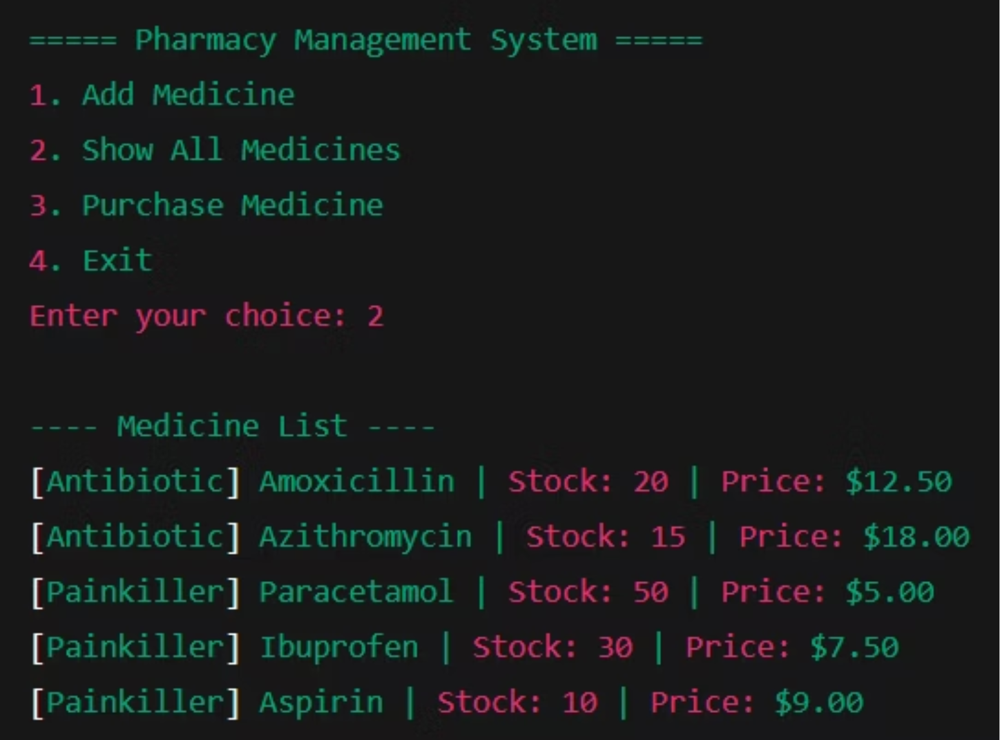 ===== Pharmacy Management System =====
1. Add Medicine
2. Show All Medicines
3. Purchase Medicine
4. Exit
Enter your choice: 2
---- Medicine List ----
[Antibiotic] Amoxicillin | Stock: 20 | Price: $12.50
[Antibiotic] Azithromycin | Stock: 15 | Price: $18.00
[Painkiller] Paracetamol | Stock: 50 | Price: $5.00
[Painkiller] Ibuprofen | Stock: 30 | Price: $7.50
[Painkiller] Aspirin | Stock: 10 | Price: $9.00